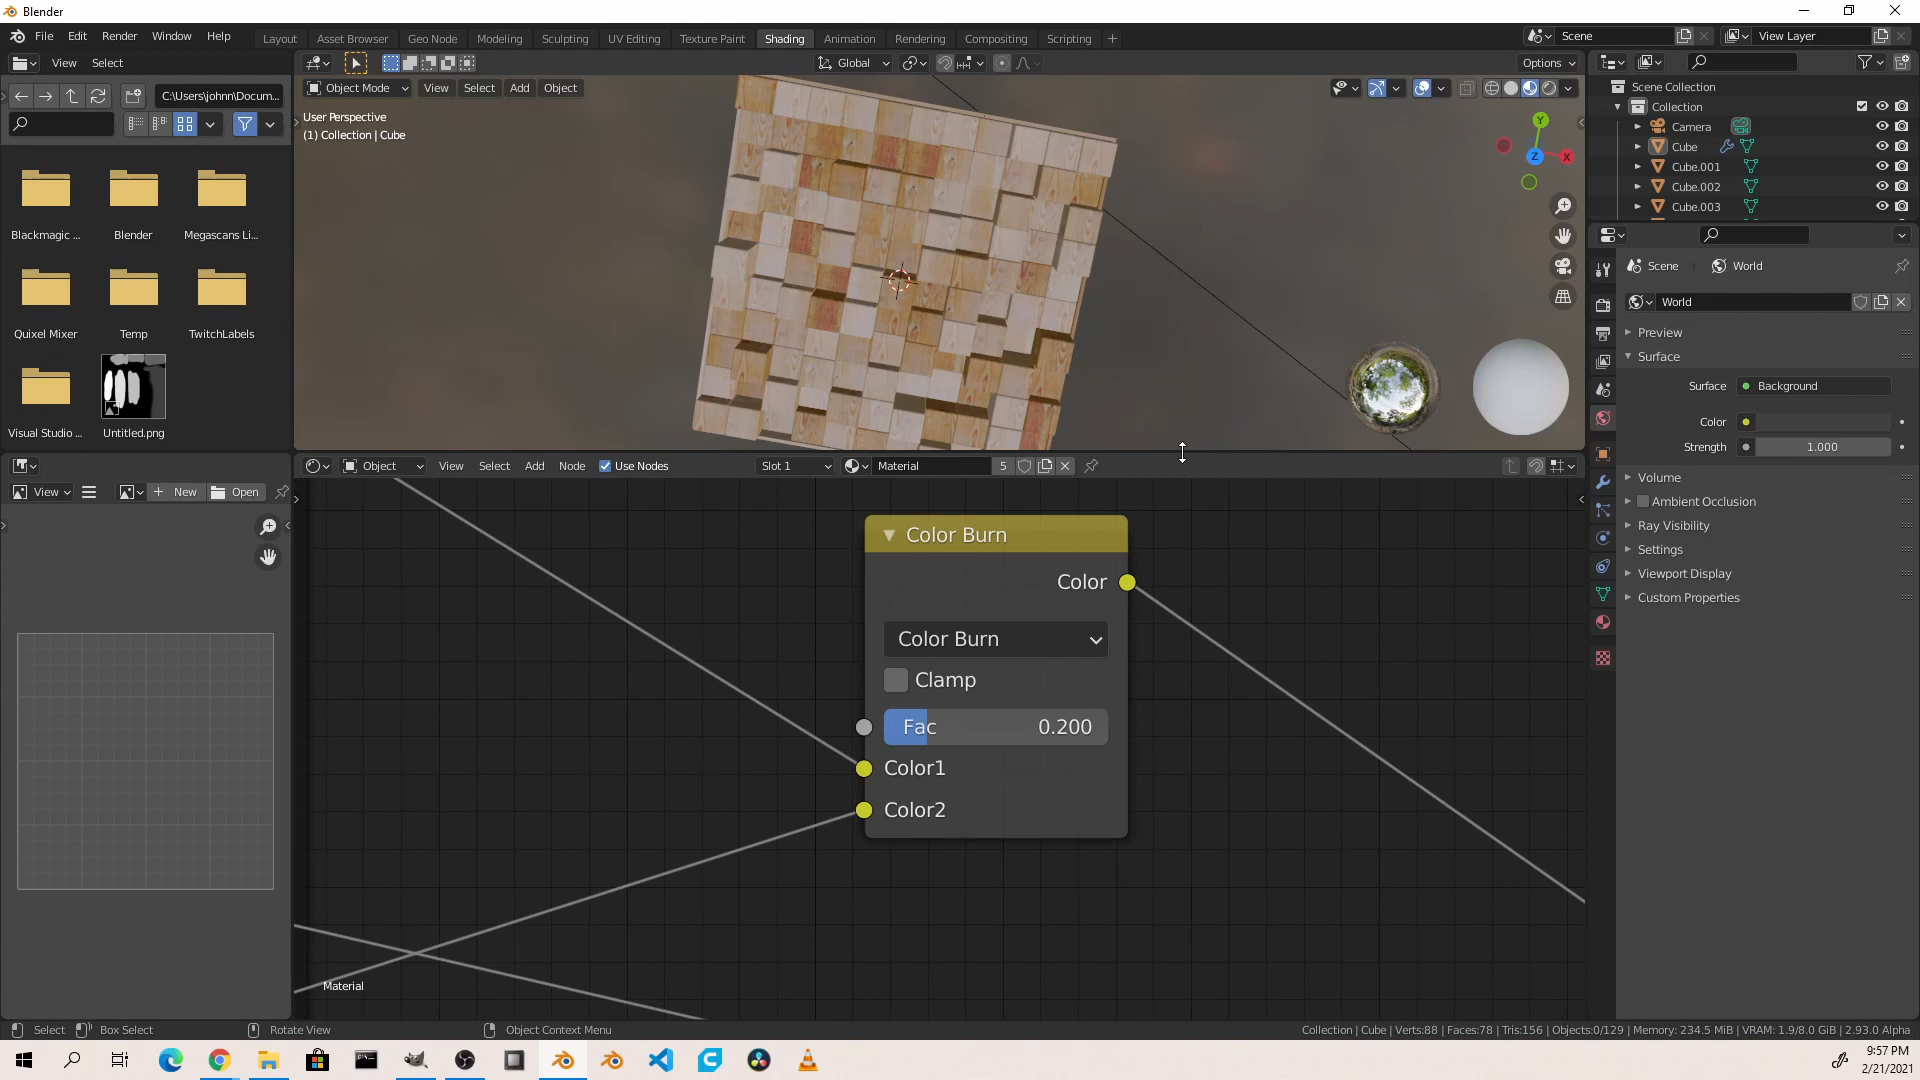 Blender
File Edit Render Window Help
Layout Asset Browser Geo Node Modeling Sculpting UV Editing Texture Paint Shading Animation Rendering Compositing Scripting +
Scene
View Layer
View Select
Global
Options
C:\Users\johnn\Docum...
Object Mode View Select Add Object
User Perspective
(1) Collection | Cube
Y
Z
X
Scene Collection
Collection
Camera
Cube
Cube.001
Cube.002
Cube.003
Blackmagic ...
Blender
Megascans Li...
Quixel Mixer
Temp
TwitchLabels
Visual Studio ...
Untitled.png
Scene
World
World
Preview
Surface
Surface
Background
Color
Strength
1.000
Volume
Ambient Occlusion
Ray Visibility
Settings
Viewport Display
Custom Properties
View
New
Open
Object View Select Add Node Use Nodes Slot 1 Material 5
Color Burn
Color
Color Burn
Clamp
Fac 0.200
Color1
Color2
Material
Select
Box Select
Rotate View
Object Context Menu
Collection | Cube | Verts:88 | Faces:78 | Tris:156 | Objects:0/129 | Memory: 234.5 MiB | VRAM: 1.9/8.0 GiB | 2.93.0 Alpha
9:57 PM
2/21/2021